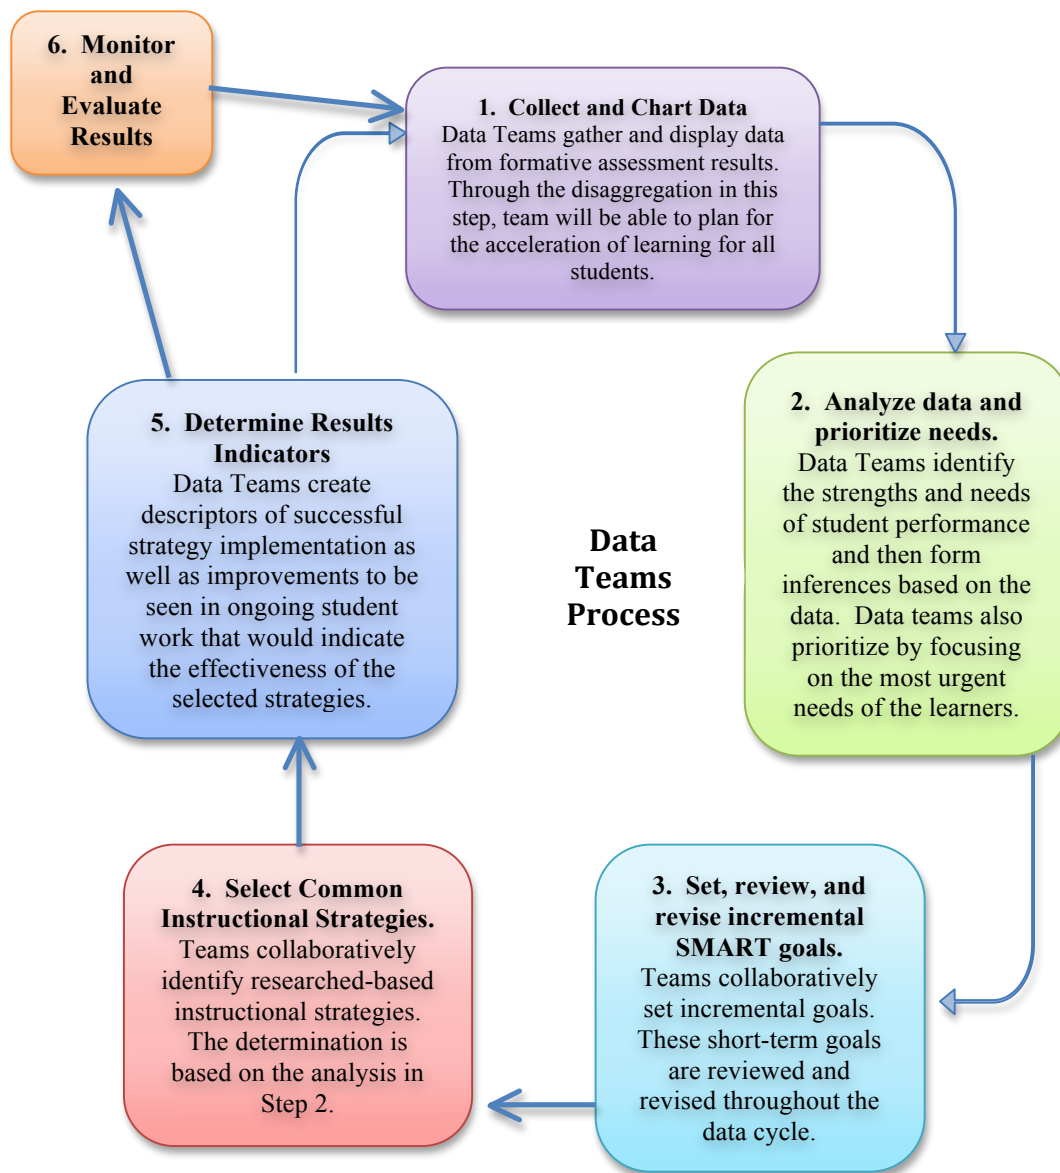 6.  Monitor
and
Evaluate
Results
1.  Collect and Chart Data
Data Teams gather and display data
from formative assessment results.
Through the disaggregation in this
step, team will be able to plan for
the acceleration of learning for all
students.
2.  Analyze data and
prioritize needs.
Data Teams identify
the strengths and needs
of student performance
and then form
inferences based on the
data.  Data teams also
prioritize by focusing
on the most urgent
needs of the learners.
3.  Set, review, and
revise incremental
SMART goals.
Teams collaboratively
set incremental goals.
These short-term goals
are reviewed and
revised throughout the
data cycle.
4.  Select Common
Instructional Strategies.
Teams collaboratively
identify researched-based
instructional strategies.
The determination is
based on the analysis in
Step 2.
5.  Determine Results
Indicators
Data Teams create
descriptors of successful
strategy implementation as
well as improvements to be
seen in ongoing student
work that would indicate
the effectiveness of the
selected strategies.
Data
Teams
Process